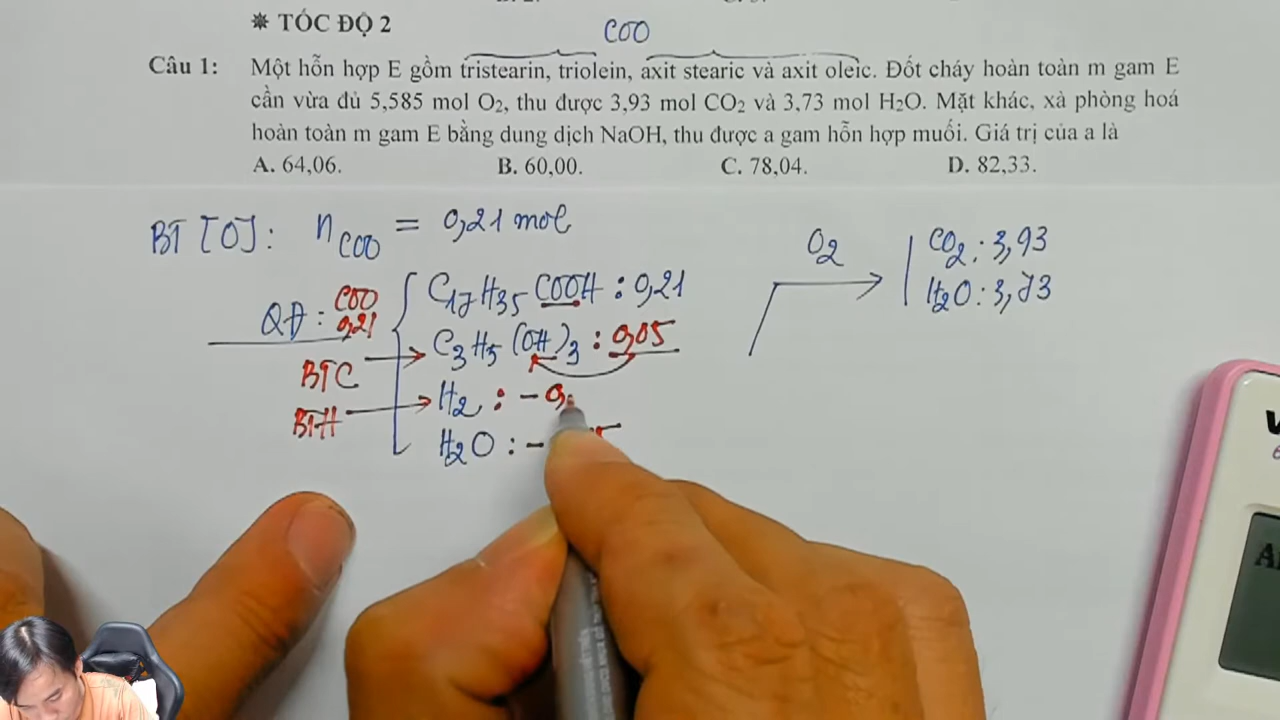 ✵ TỐC ĐỘ 2
COO
Câu 1: Một hỗn hợp E gồm tristearin, triolein, axit stearic và axit oleic. Đốt cháy hoàn toàn m gam E
cần vừa đủ 5,585 mol O2, thu được 3,93 mol CO2 và 3,73 mol H2O. Mặt khác, xà phòng hoá
hoàn toàn m gam E bằng dung dịch NaOH, thu được a gam hỗn hợp muối. Giá trị của a là
A. 64,06. B. 60,00. C. 78,04. D. 82,33.
BT [O]: nCOO = 0,21 mol
O2
CO2 : 3,93
H2O : 3,73
QĐ : COO 0,21
C17H35COOH : 0,21
BTC → C3H5(OH)3 : 0,05
BTH → H2 : - 0,
H2O : -